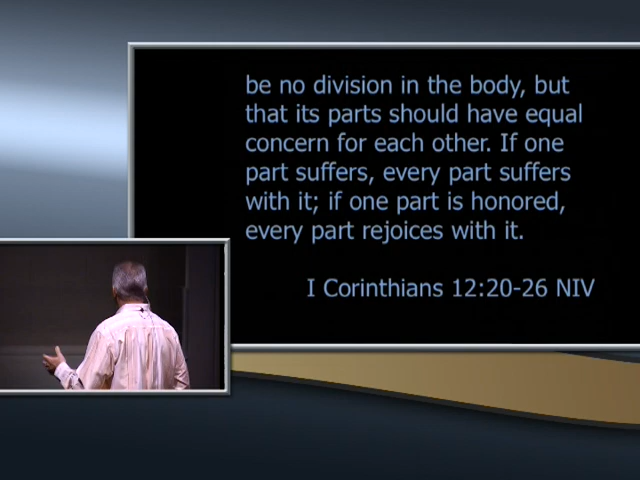 be no division in the body, but
that its parts should have equal
concern for each other. If one
part suffers, every part suffers
with it; if one part is honored,
every part rejoices with it.
I Corinthians 12:20-26 NIV